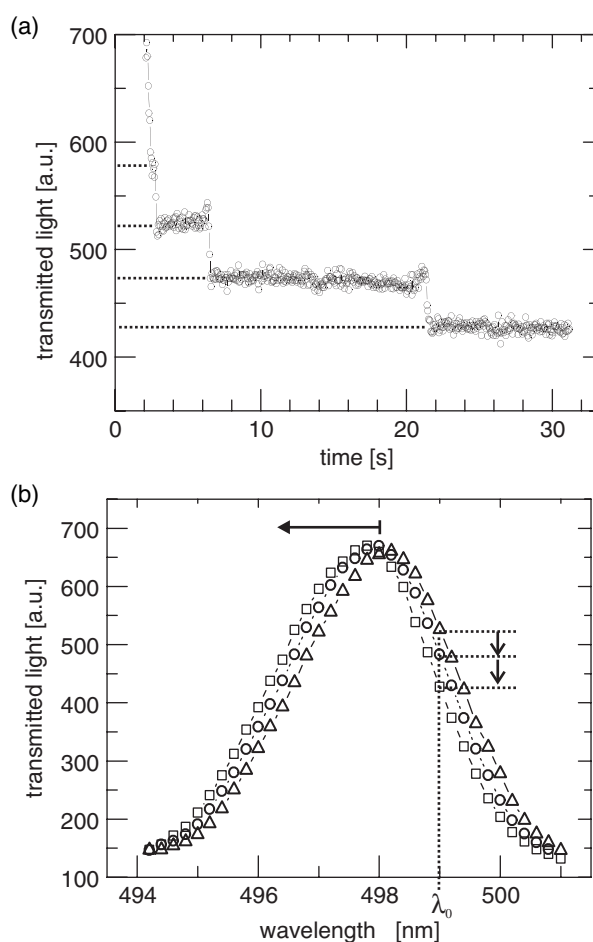 (a)
700
600
500
400
transmitted light [a.u.]
0 10 20 30
time [s]
(b)
700
600
500
400
300
200
100
transmitted light [a.u.]
494 496 498 λ₀ 500
wavelength [nm]